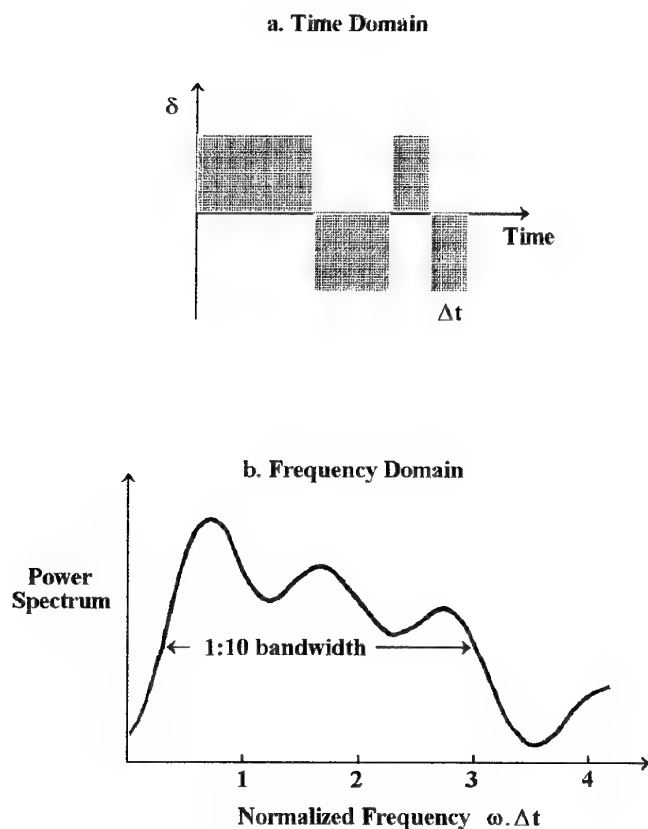 a. Time Domain
δ
Time
Δt
b. Frequency Domain
Power
Spectrum
1:10 bandwidth
1 2 3 4
Normalized Frequency ω.Δt